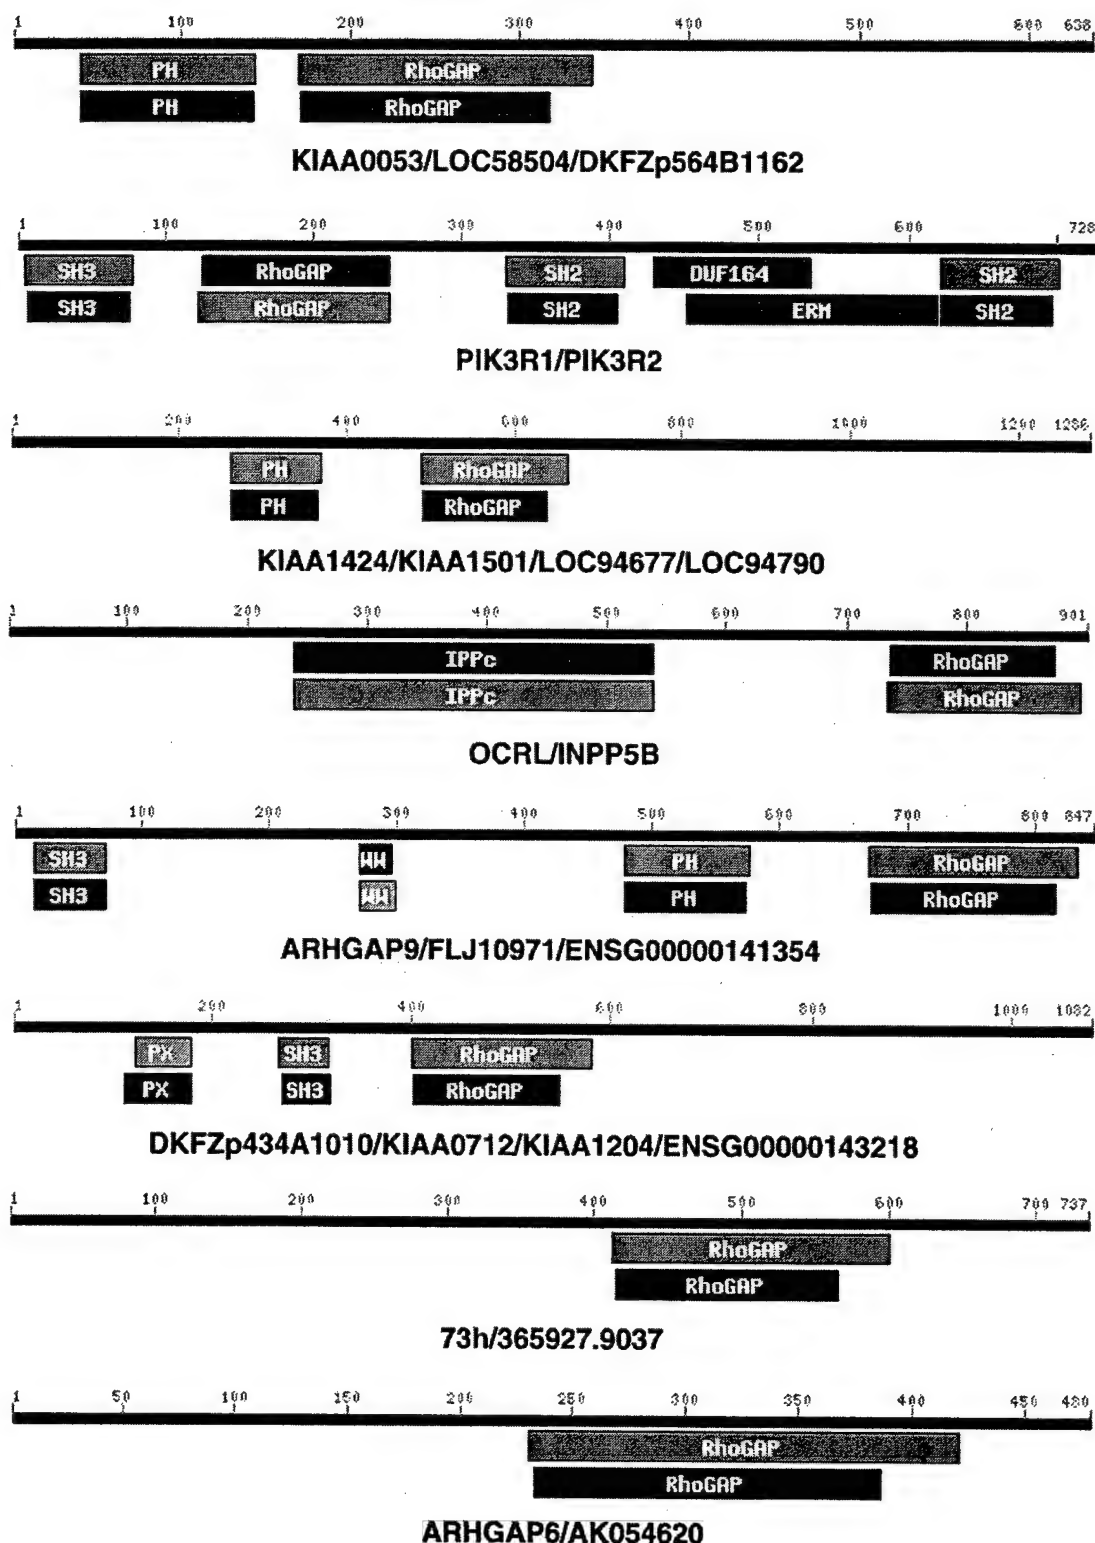 1 100 200 300 400 500 600 638
PH RhoGAP
PH RhoGAP
KIAA0053/LOC58504/DKFZp564B1162
1 100 200 300 400 500 600 728
SH3 RhoGAP SH2 DUF164 SH2
SH3 RhoGAP SH2 ERM SH2
PIK3R1/PIK3R2
1 200 400 600 800 1000 1200 1286
PH RhoGAP
PH RhoGAP
KIAA1424/KIAA1501/LOC94677/LOC94790
1 100 200 300 400 500 600 700 800 901
IPPc RhoGAP
IPPc RhoGAP
OCRL/INPP5B
1 100 200 300 400 500 600 700 800 847
SH3 WW PH RhoGAP
SH3 WW PH RhoGAP
ARHGAP9/FLJ10971/ENSG00000141354
1 200 400 600 800 1000 1082
PX SH3 RhoGAP
PX SH3 RhoGAP
DKFZp434A1010/KIAA0712/KIAA1204/ENSG00000143218
1 100 200 300 400 500 600 700 737
RhoGAP
RhoGAP
73h/365927.9037
1 50 100 150 200 250 300 350 400 450 480
RhoGAP
RhoGAP
ARHGAP6/AK054620